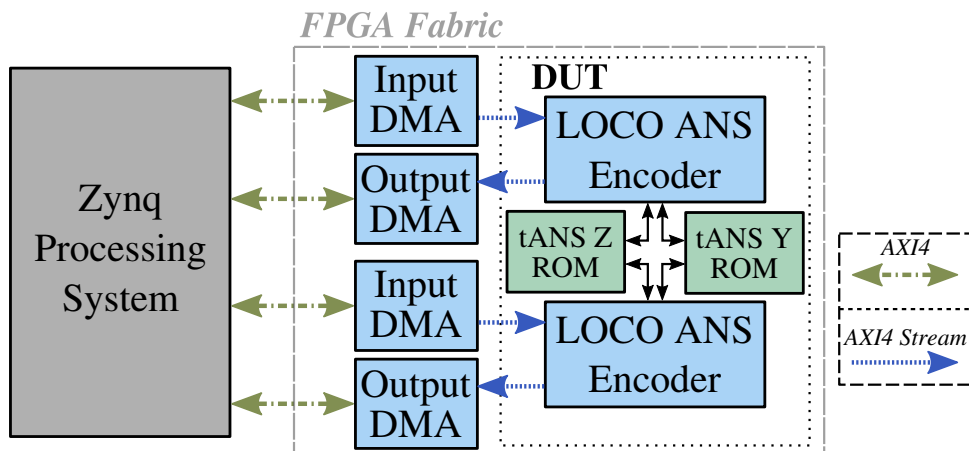 FPGA Fabric
Zynq
Processing
System
Input
DMA
Output
DMA
Input
DMA
Output
DMA
DUT
LOCO ANS
Encoder
tANS Z
ROM
tANS Y
ROM
LOCO ANS
Encoder
AXI4
AXI4 Stream